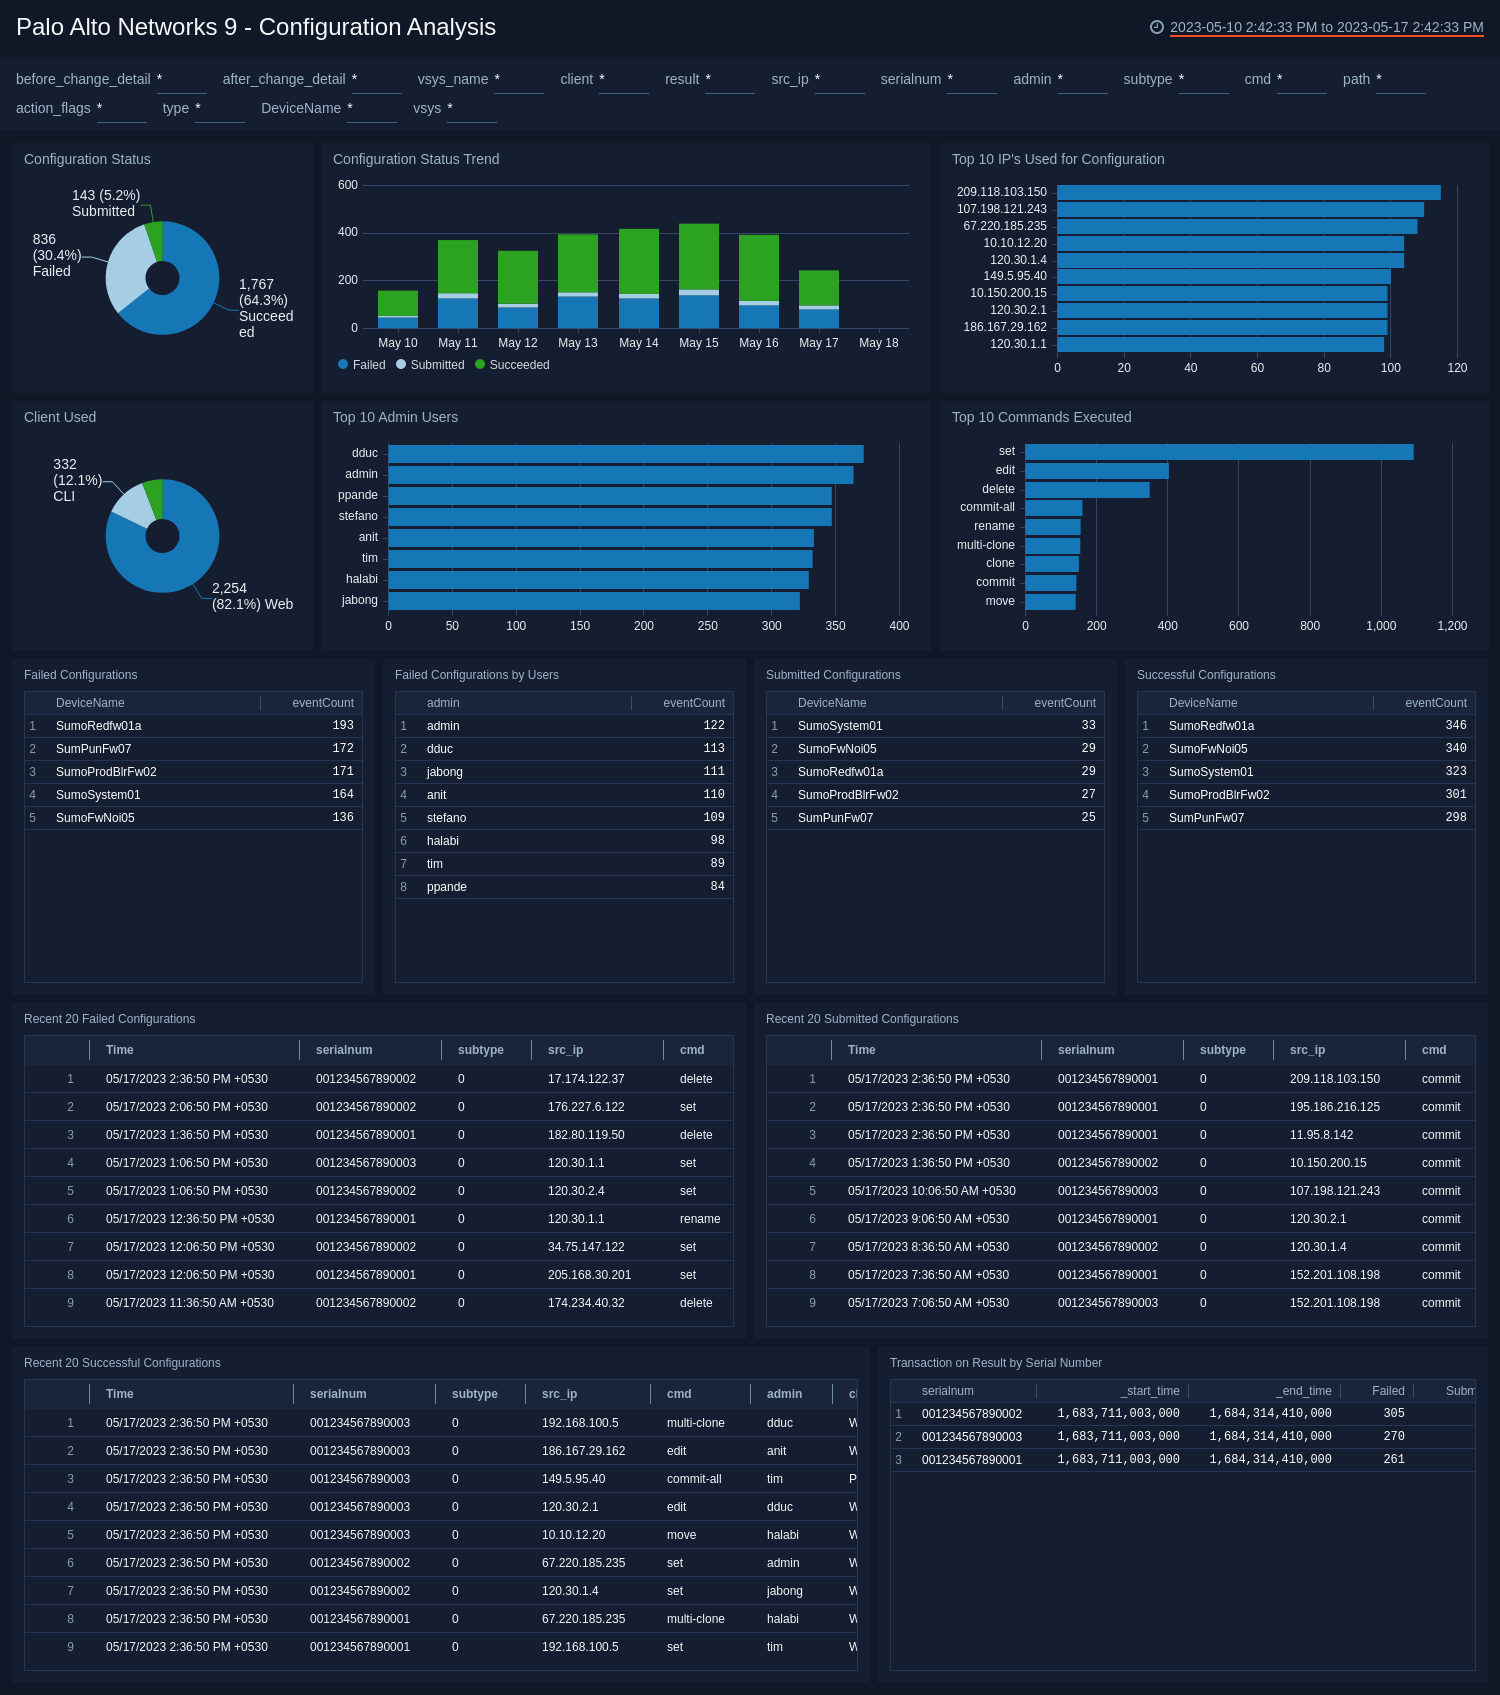 Palo Alto Networks 9 - Configuration Analysis
2023-05-10 2:42:33 PM to 2023-05-17 2:42:33 PM
before_change_detail * after_change_detail * vsys_name * client * result * src_ip * serialnum * admin * subtype * cmd * path *
action_flags * type * DeviceName * vsys *
Configuration Status
143 (5.2%)
Submitted
836
(30.4%)
Failed
1,767
(64.3%)
Succeed
ed
Configuration Status Trend
600
400
200
0
May 10 May 11 May 12 May 13 May 14 May 15 May 16 May 17 May 18
Failed Submitted Succeeded
Top 10 IP's Used for Configuration
209.118.103.150
107.198.121.243
67.220.185.235
10.10.12.20
120.30.1.4
149.5.95.40
10.150.200.15
120.30.2.1
186.167.29.162
120.30.1.1
0 20 40 60 80 100 120
Client Used
332
(12.1%)
CLI
2,254
(82.1%) Web
Top 10 Admin Users
dduc
admin
ppande
stefano
anit
tim
halabi
jabong
0 50 100 150 200 250 300 350 400
Top 10 Commands Executed
set
edit
delete
commit-all
rename
multi-clone
clone
commit
move
0 200 400 600 800 1,000 1,200
Failed Configurations
DeviceName eventCount
1 SumoRedfw01a 193
2 SumPunFw07 172
3 SumoProdBlrFw02 171
4 SumoSystem01 164
5 SumoFwNoi05 136
Failed Configurations by Users
admin eventCount
1 admin 122
2 dduc 113
3 jabong 111
4 anit 110
5 stefano 109
6 halabi 98
7 tim 89
8 ppande 84
Submitted Configurations
DeviceName eventCount
1 SumoSystem01 33
2 SumoFwNoi05 29
3 SumoRedfw01a 29
4 SumoProdBlrFw02 27
5 SumPunFw07 25
Successful Configurations
DeviceName eventCount
1 SumoRedfw01a 346
2 SumoFwNoi05 340
3 SumoSystem01 323
4 SumoProdBlrFw02 301
5 SumPunFw07 298
Recent 20 Failed Configurations
Time serialnum subtype src_ip cmd
1 05/17/2023 2:36:50 PM +0530 001234567890002 0 17.174.122.37 delete
2 05/17/2023 2:06:50 PM +0530 001234567890002 0 176.227.6.122 set
3 05/17/2023 1:36:50 PM +0530 001234567890001 0 182.80.119.50 delete
4 05/17/2023 1:06:50 PM +0530 001234567890003 0 120.30.1.1 set
5 05/17/2023 1:06:50 PM +0530 001234567890002 0 120.30.2.4 set
6 05/17/2023 12:36:50 PM +0530 001234567890001 0 120.30.1.1 rename
7 05/17/2023 12:06:50 PM +0530 001234567890002 0 34.75.147.122 set
8 05/17/2023 12:06:50 PM +0530 001234567890001 0 205.168.30.201 set
9 05/17/2023 11:36:50 AM +0530 001234567890002 0 174.234.40.32 delete
Recent 20 Submitted Configurations
Time serialnum subtype src_ip cmd
1 05/17/2023 2:36:50 PM +0530 001234567890001 0 209.118.103.150 commit
2 05/17/2023 2:36:50 PM +0530 001234567890001 0 195.186.216.125 commit
3 05/17/2023 2:36:50 PM +0530 001234567890001 0 11.95.8.142 commit
4 05/17/2023 1:36:50 PM +0530 001234567890002 0 10.150.200.15 commit
5 05/17/2023 10:06:50 AM +0530 001234567890003 0 107.198.121.243 commit
6 05/17/2023 9:06:50 AM +0530 001234567890001 0 120.30.2.1 commit
7 05/17/2023 8:36:50 AM +0530 001234567890002 0 120.30.1.4 commit
8 05/17/2023 7:36:50 AM +0530 001234567890001 0 152.201.108.198 commit
9 05/17/2023 7:06:50 AM +0530 001234567890003 0 152.201.108.198 commit
Recent 20 Successful Configurations
Time serialnum subtype src_ip cmd admin
1 05/17/2023 2:36:50 PM +0530 001234567890003 0 192.168.100.5 multi-clone dduc
2 05/17/2023 2:36:50 PM +0530 001234567890003 0 186.167.29.162 edit anit
3 05/17/2023 2:36:50 PM +0530 001234567890003 0 149.5.95.40 commit-all tim
4 05/17/2023 2:36:50 PM +0530 001234567890003 0 120.30.2.1 edit dduc
5 05/17/2023 2:36:50 PM +0530 001234567890003 0 10.10.12.20 move halabi
6 05/17/2023 2:36:50 PM +0530 001234567890002 0 67.220.185.235 set admin
7 05/17/2023 2:36:50 PM +0530 001234567890002 0 120.30.1.4 set jabong
8 05/17/2023 2:36:50 PM +0530 001234567890001 0 67.220.185.235 multi-clone halabi
9 05/17/2023 2:36:50 PM +0530 001234567890001 0 192.168.100.5 set tim
Transaction on Result by Serial Number
serialnum _start_time _end_time Failed
1 001234567890002 1,683,711,003,000 1,684,314,410,000 305
2 001234567890003 1,683,711,003,000 1,684,314,410,000 270
3 001234567890001 1,683,711,003,000 1,684,314,410,000 261